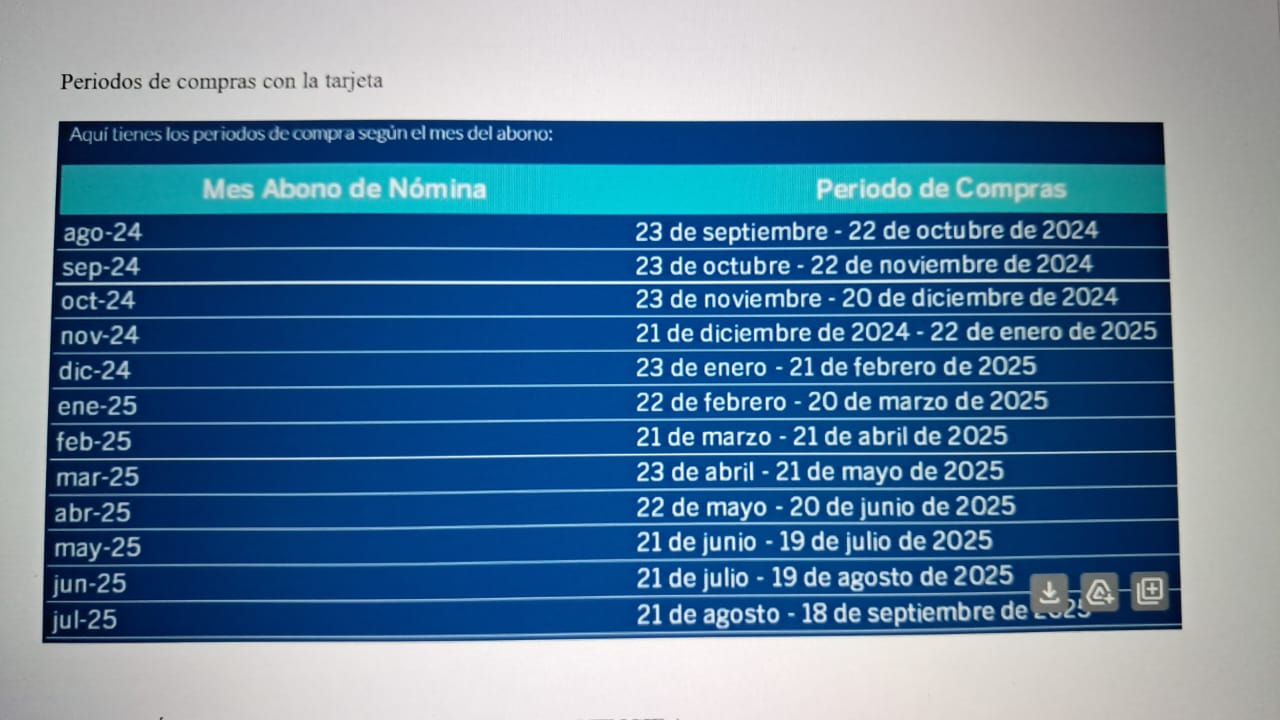 Periodos de compras con la tarjeta
Aquí tienes los periodos de compra según el mes del abono:
Mes Abono de Nómina Periodo de Compras
ago-24 23 de septiembre - 22 de octubre de 2024
sep-24 23 de octubre - 22 de noviembre de 2024
oct-24 23 de noviembre - 20 de diciembre de 2024
nov-24 21 de diciembre de 2024 - 22 de enero de 2025
dic-24 23 de enero - 21 de febrero de 2025
ene-25 22 de febrero - 20 de marzo de 2025
feb-25 21 de marzo - 21 de abril de 2025
mar-25 23 de abril - 21 de mayo de 2025
abr-25 22 de mayo - 20 de junio de 2025
may-25 21 de junio - 19 de julio de 2025
jun-25 21 de julio - 19 de agosto de 2025
jul-25 21 de agosto - 18 de septiembre de 2025